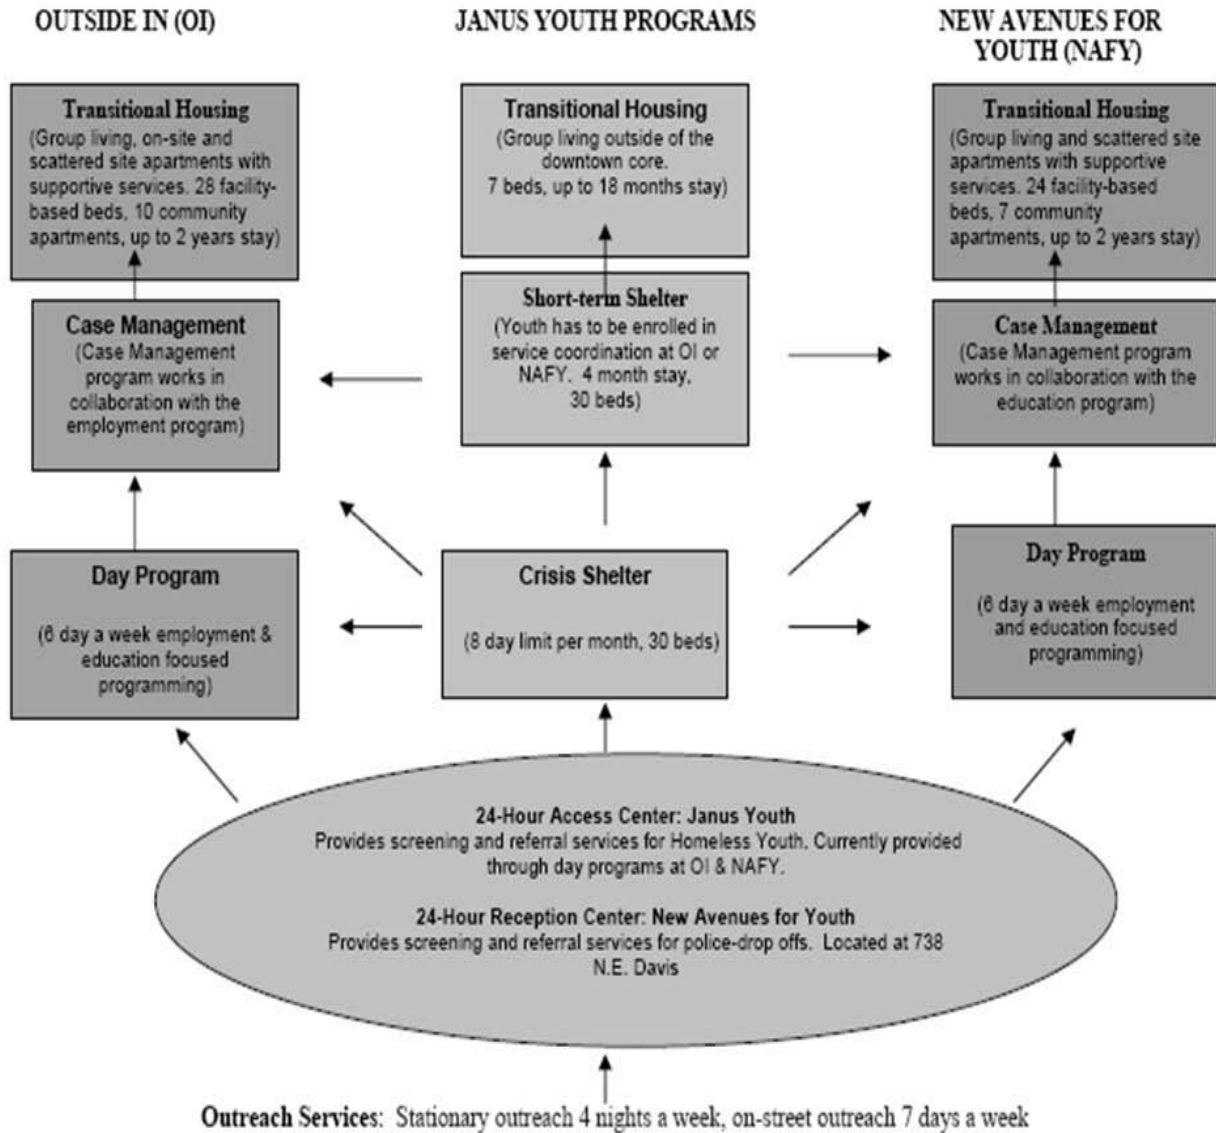 OUTSIDE IN (OI)
JANUS YOUTH PROGRAMS
NEW AVENUES FOR
YOUTH (NAFY)
Transitional Housing
(Group living, on-site and
scattered site apartments with
supportive services. 28 facility-
based beds, 10 community
apartments, up to 2 years stay)
Transitional Housing
(Group living outside of the
downtown core.
7 beds, up to 18 months stay)
Transitional Housing
(Group living and scattered site
apartments with supportive
services. 24 facility-based
beds, 7 community
apartments, up to 2 years stay)
Case Management
(Case Management
program works in
collaboration with the
employment program)
Short-term Shelter
(Youth has to be enrolled in
service coordination at OI or
NAFY. 4 month stay,
30 beds)
Case Management
(Case Management program
works in collaboration with the
education program)
Day Program
(6 day a week employment &
education focused
programming)
Crisis Shelter
(8 day limit per month, 30 beds)
Day Program
(6 day a week employment
and education focused
programming)
24-Hour Access Center: Janus Youth
Provides screening and referral services for Homeless Youth. Currently provided
through day programs at OI & NAFY.
24-Hour Reception Center: New Avenues for Youth
Provides screening and referral services for police-drop offs. Located at 738
N.E. Davis
Outreach Services: Stationary outreach 4 nights a week, on-street outreach 7 days a week